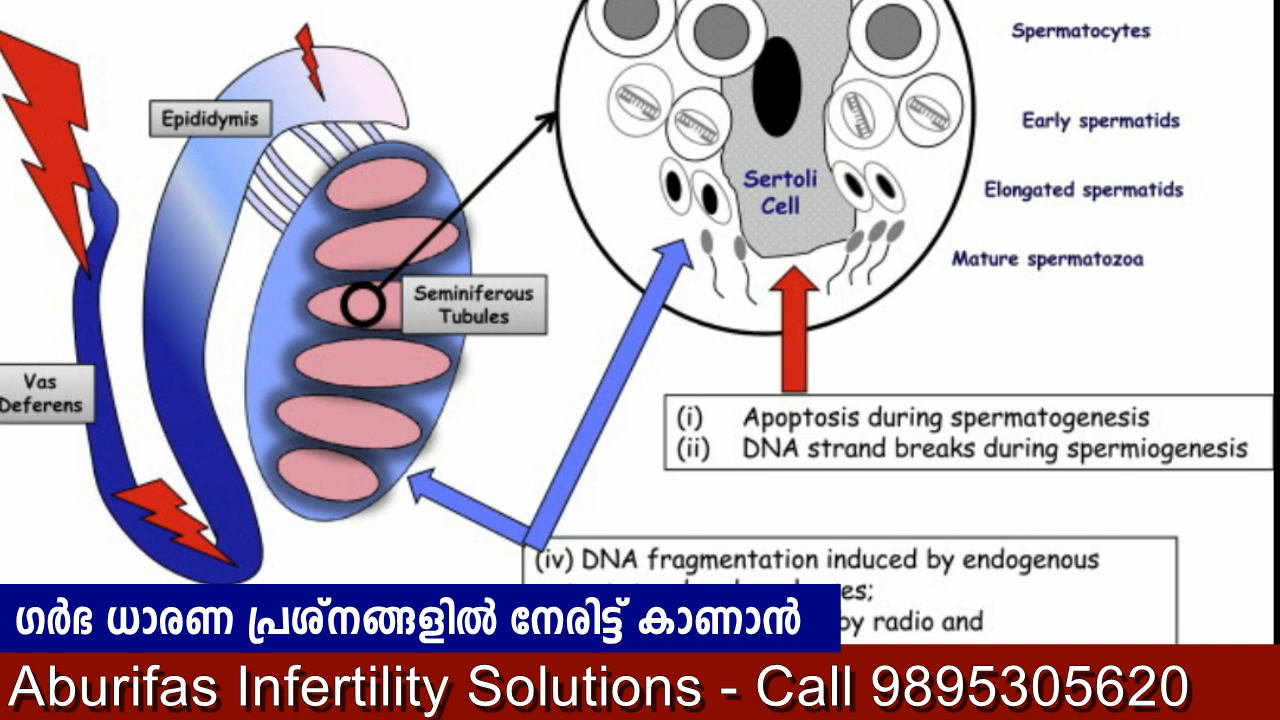 Spermatocytes
Epididymis
Early spermatids
Sertoli
Cell
Elongated spermatids
Mature spermatozoa
Seminiferous
Tubules
Vas
Deferens
(i) Apoptosis during spermatogenesis
(ii) DNA strand breaks during spermiogenesis
(iv) DNA fragmentation induced by endogenous
by radio and
ഗർഭ ധാരണ പ്രശ്നങ്ങളിൽ നേരിട്ട് കാണാൻ
Aburifas Infertility Solutions - Call 9895305620